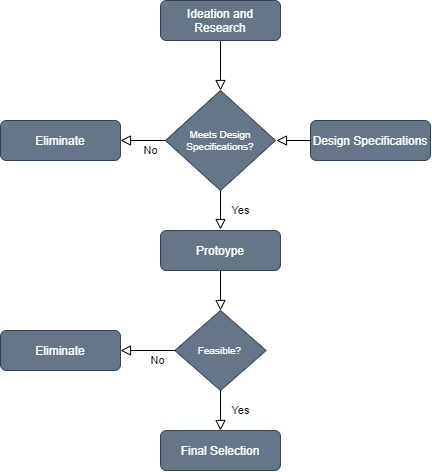 Ideation and
Research
Meets Design
Specifications?
Eliminate
No
Design Specifications
Yes
Protoype
Feasible?
Eliminate
No
Yes
Final Selection